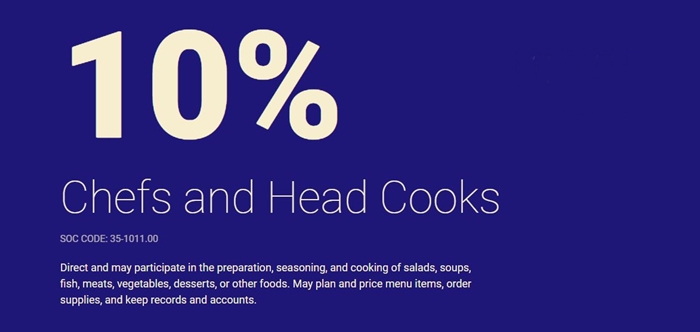 10%
Chefs and Head Cooks
SOC CODE: 35-1011.00
Direct and may participate in the preparation, seasoning, and cooking of salads, soups,
fish, meats, vegetables, desserts, or other foods. May plan and price menu items, order
supplies, and keep records and accounts.